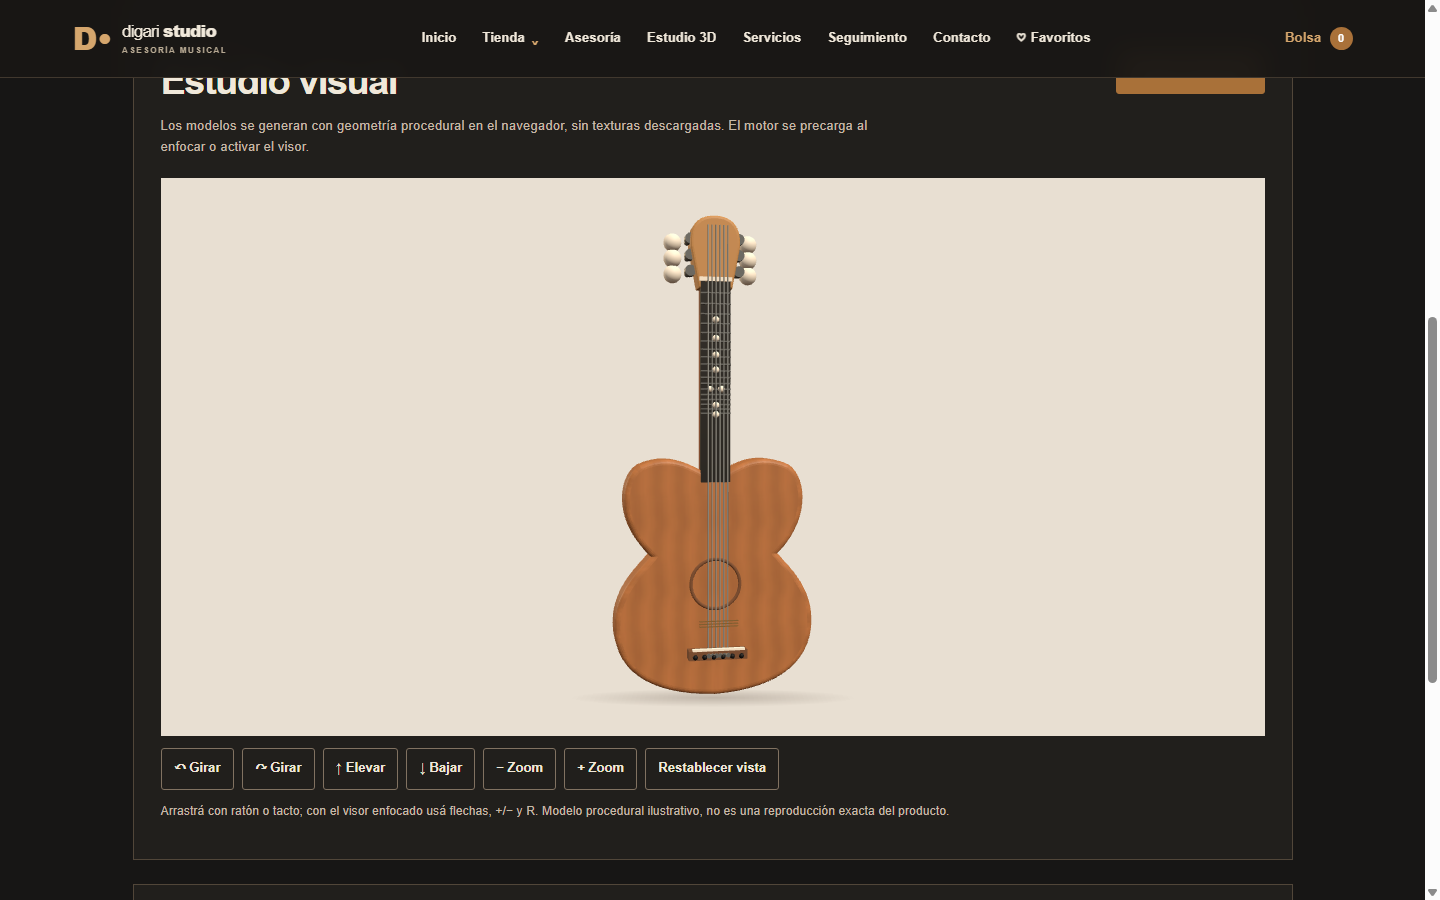 D•
digari studio
ASESORÍA MUSICAL
Inicio
Tienda
Asesoría
Estudio 3D
Servicios
Seguimiento
Contacto
♡ Favoritos
Bolsa 0
Estudio visual
Los modelos se generan con geometría procedural en el navegador, sin texturas descargadas. El motor se precarga al
enfocar o activar el visor.
↶ Girar
↷ Girar
↑ Elevar
↓ Bajar
− Zoom
+ Zoom
Restablecer vista
Arrastrá con ratón o tacto; con el visor enfocado usá flechas, +/− y R. Modelo procedural ilustrativo, no es una reproducción exacta del producto.